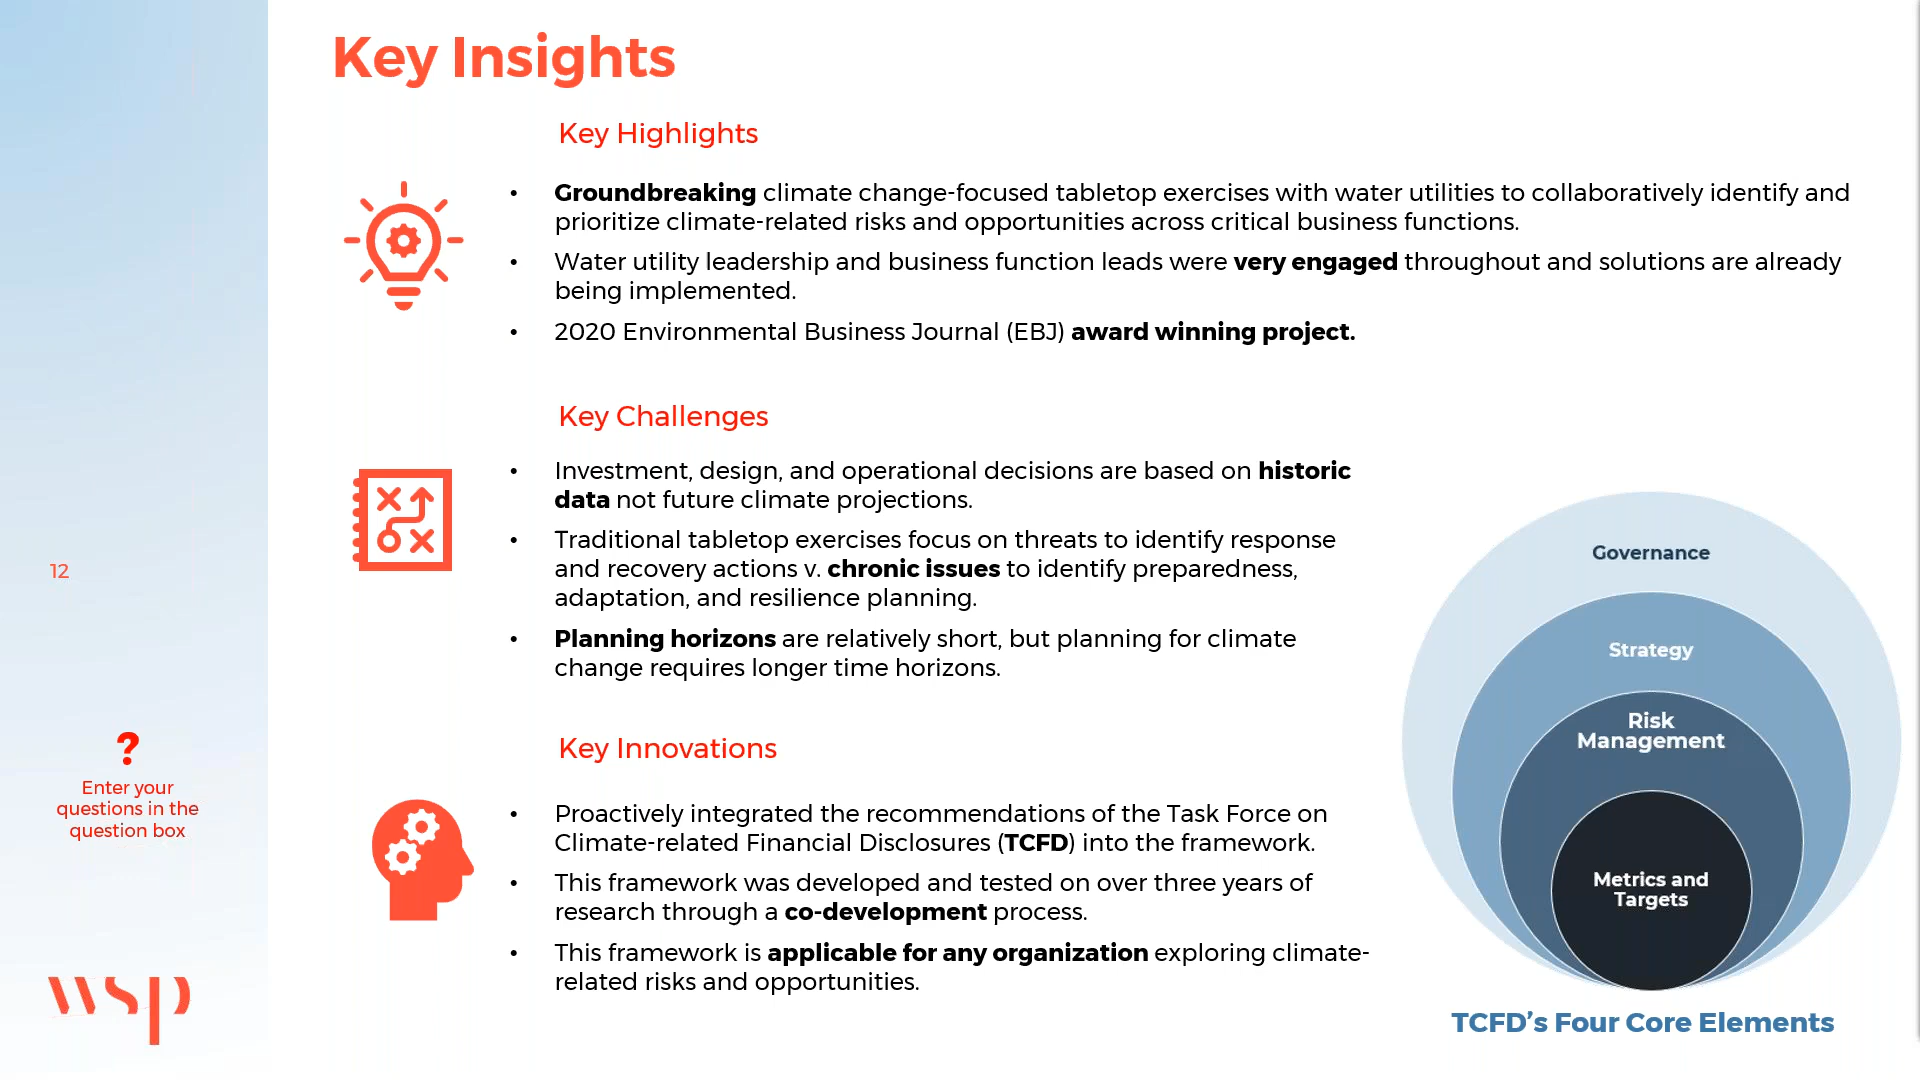 Key Insights
Key Highlights
• Groundbreaking climate change-focused tabletop exercises with water utilities to collaboratively identify and
prioritize climate-related risks and opportunities across critical business functions.
• Water utility leadership and business function leads were very engaged throughout and solutions are already
being implemented.
• 2020 Environmental Business Journal (EBJ) award winning project.
Key Challenges
• Investment, design, and operational decisions are based on historic
data not future climate projections.
• Traditional tabletop exercises focus on threats to identify response
and recovery actions v. chronic issues to identify preparedness,
adaptation, and resilience planning.
• Planning horizons are relatively short, but planning for climate
change requires longer time horizons.
Key Innovations
• Proactively integrated the recommendations of the Task Force on
Climate-related Financial Disclosures (TCFD) into the framework.
• This framework was developed and tested on over three years of
research through a co-development process.
• This framework is applicable for any organization exploring climate-
related risks and opportunities.
Governance
Strategy
Risk
Management
Metrics and
Targets
TCFD’s Four Core Elements
12
?
Enter your
questions in the
question box
wsp